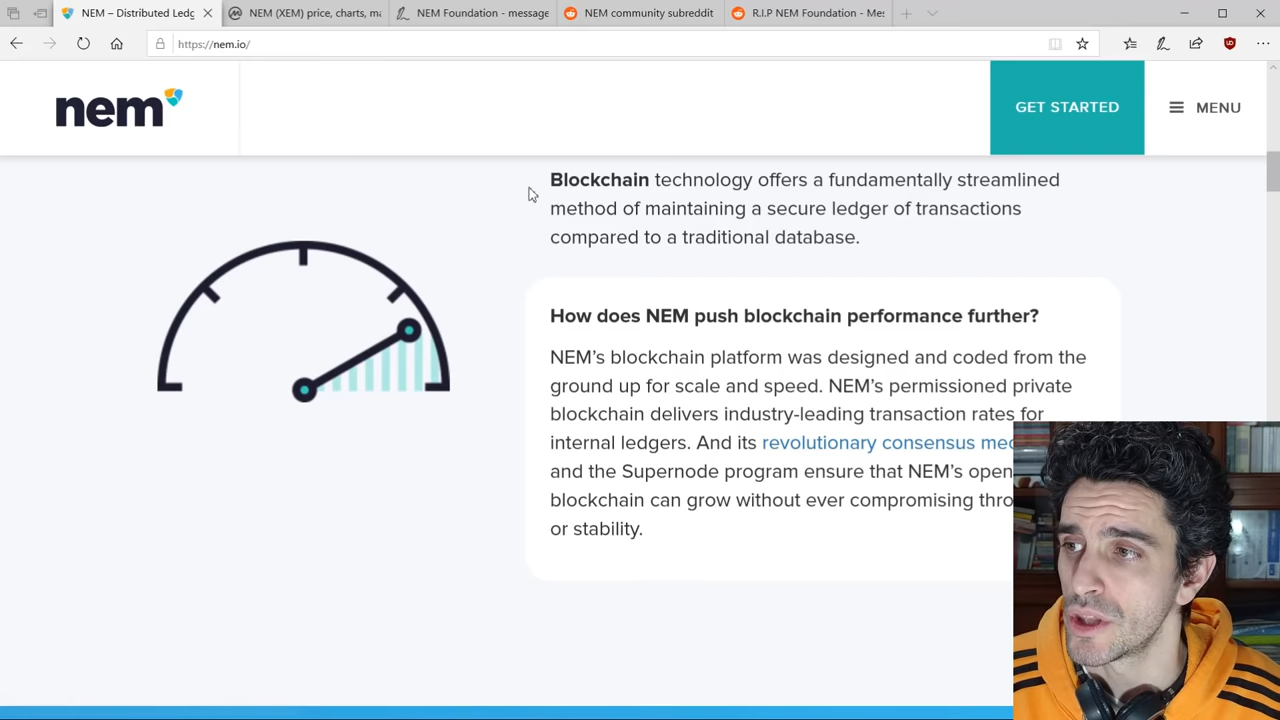 NEM – Distributed Ledg
NEM (XEM) price, charts, ma
NEM Foundation - message
NEM community subreddit
R.I.P NEM Foundation - Mes
https://nem.io/
nem
GET STARTED
MENU
Blockchain technology offers a fundamentally streamlined
method of maintaining a secure ledger of transactions
compared to a traditional database.
How does NEM push blockchain performance further?
NEM’s blockchain platform was designed and coded from the
ground up for scale and speed. NEM’s permissioned private
blockchain delivers industry-leading transaction rates for
internal ledgers. And its revolutionary consensus mec
and the Supernode program ensure that NEM’s open
blockchain can grow without ever compromising thro
or stability.